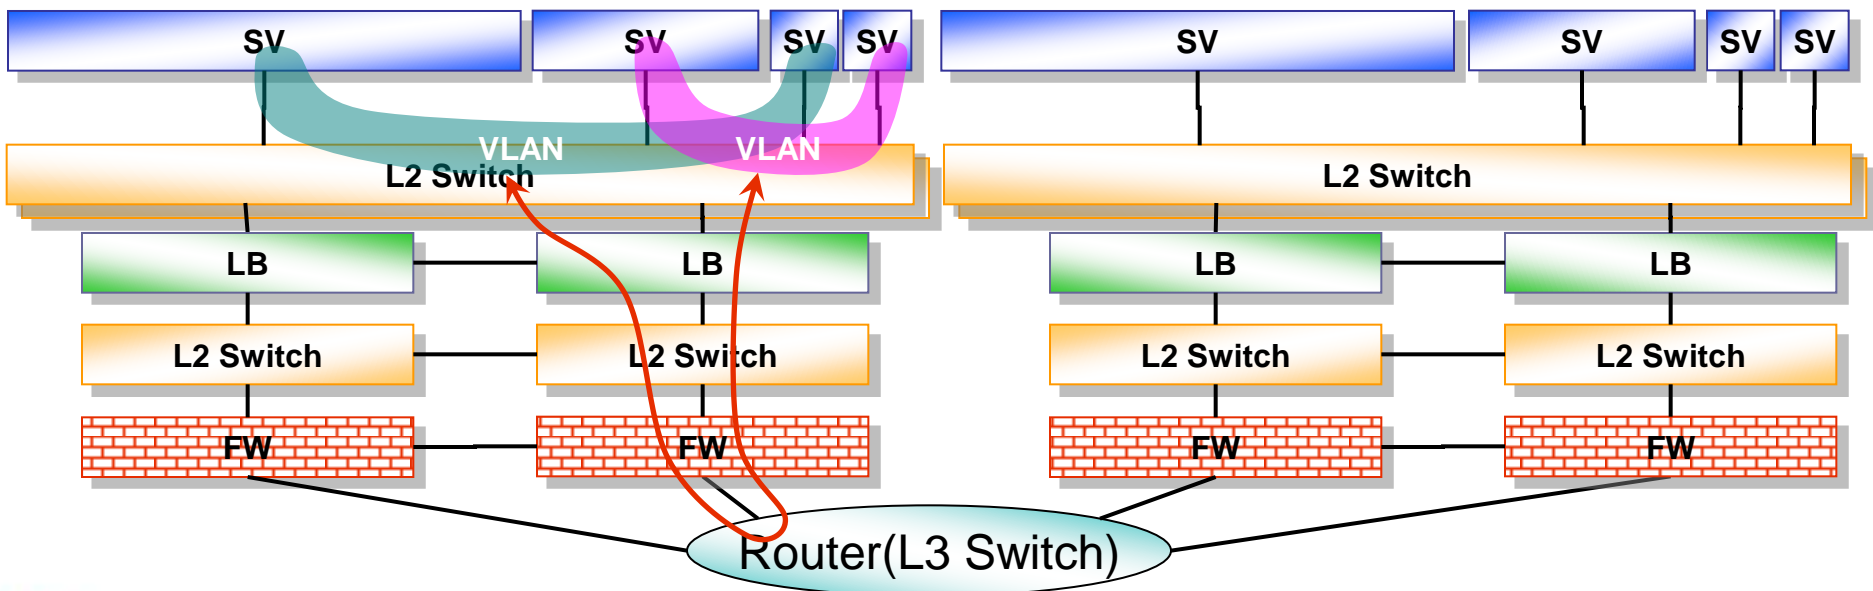 SV SV SV SV SV SV SV SV
VLAN VLAN
L2 Switch L2 Switch
LB LB LB LB
L2 Switch L2 Switch L2 Switch L2 Switch
FW FW FW FW
Router(L3 Switch)